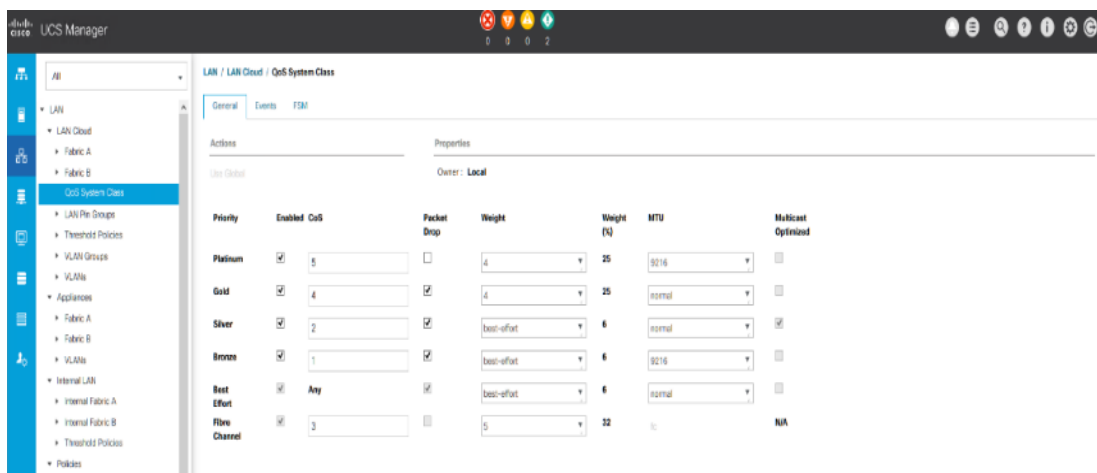 cisco UCS Manager
0 0 0 2
All
LAN / LAN Cloud / QoS System Class
General Events FSM
LAN
LAN Cloud
Fabric A
Fabric B
QoS System Class
LAN Pin Groups
Threshold Policies
VLAN Groups
VLANs
Appliances
Fabric A
Fabric B
VLANs
Internal LAN
Internal Fabric A
Internal Fabric B
Threshold Policies
Policies
Actions
Use Global
Properties
Owner : Local
Priority Enabled CoS Packet Drop Weight Weight (%) MTU Multicast Optimized
Platinum 5 4 25 9216
Gold 4 4 25 normal
Silver 2 best-effort 6 normal
Bronze 1 best-effort 6 9216
Best Effort Any best-effort 6 normal
Fibre Channel 3 5 32 fc N/A